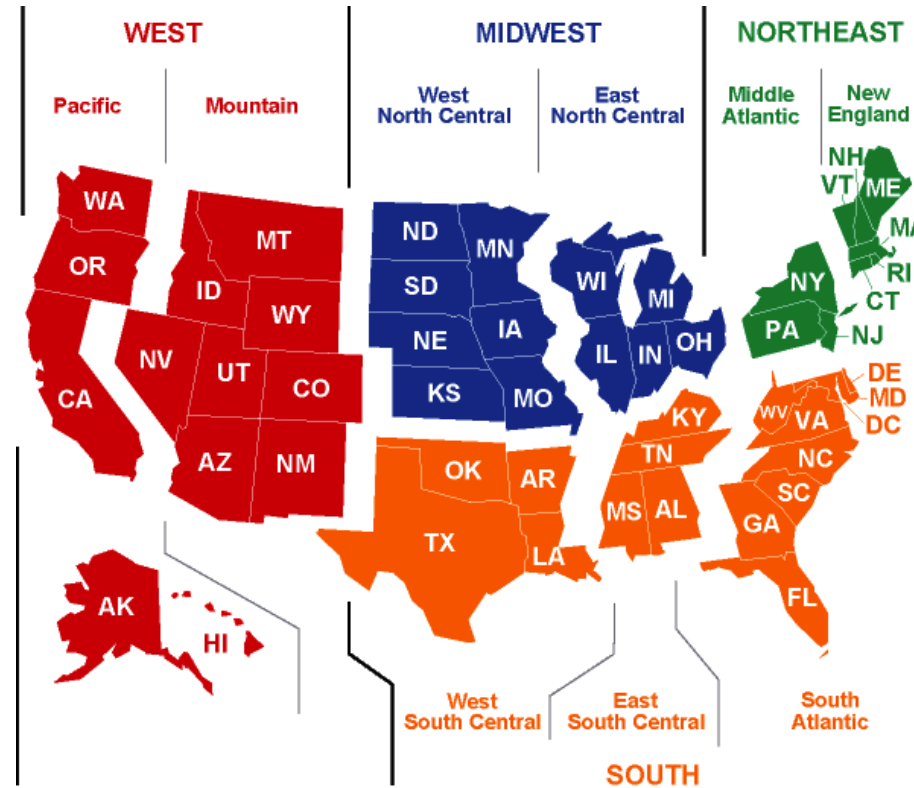 WEST
MIDWEST
NORTHEAST
Pacific
Mountain
West
North Central
East
North Central
Middle
Atlantic
New
England
WA
OR
CA
NV
ID
MT
WY
UT
CO
AZ
NM
AK
HI
ND
SD
NE
KS
MN
IA
MO
WI
MI
IL
IN
OH
NH
VT
ME
MA
RI
CT
NY
PA
NJ
OK
AR
TX
LA
KY
TN
MS
AL
DE
MD
DC
WV
VA
NC
SC
GA
FL
West
South Central
East
South Central
South
Atlantic
SOUTH